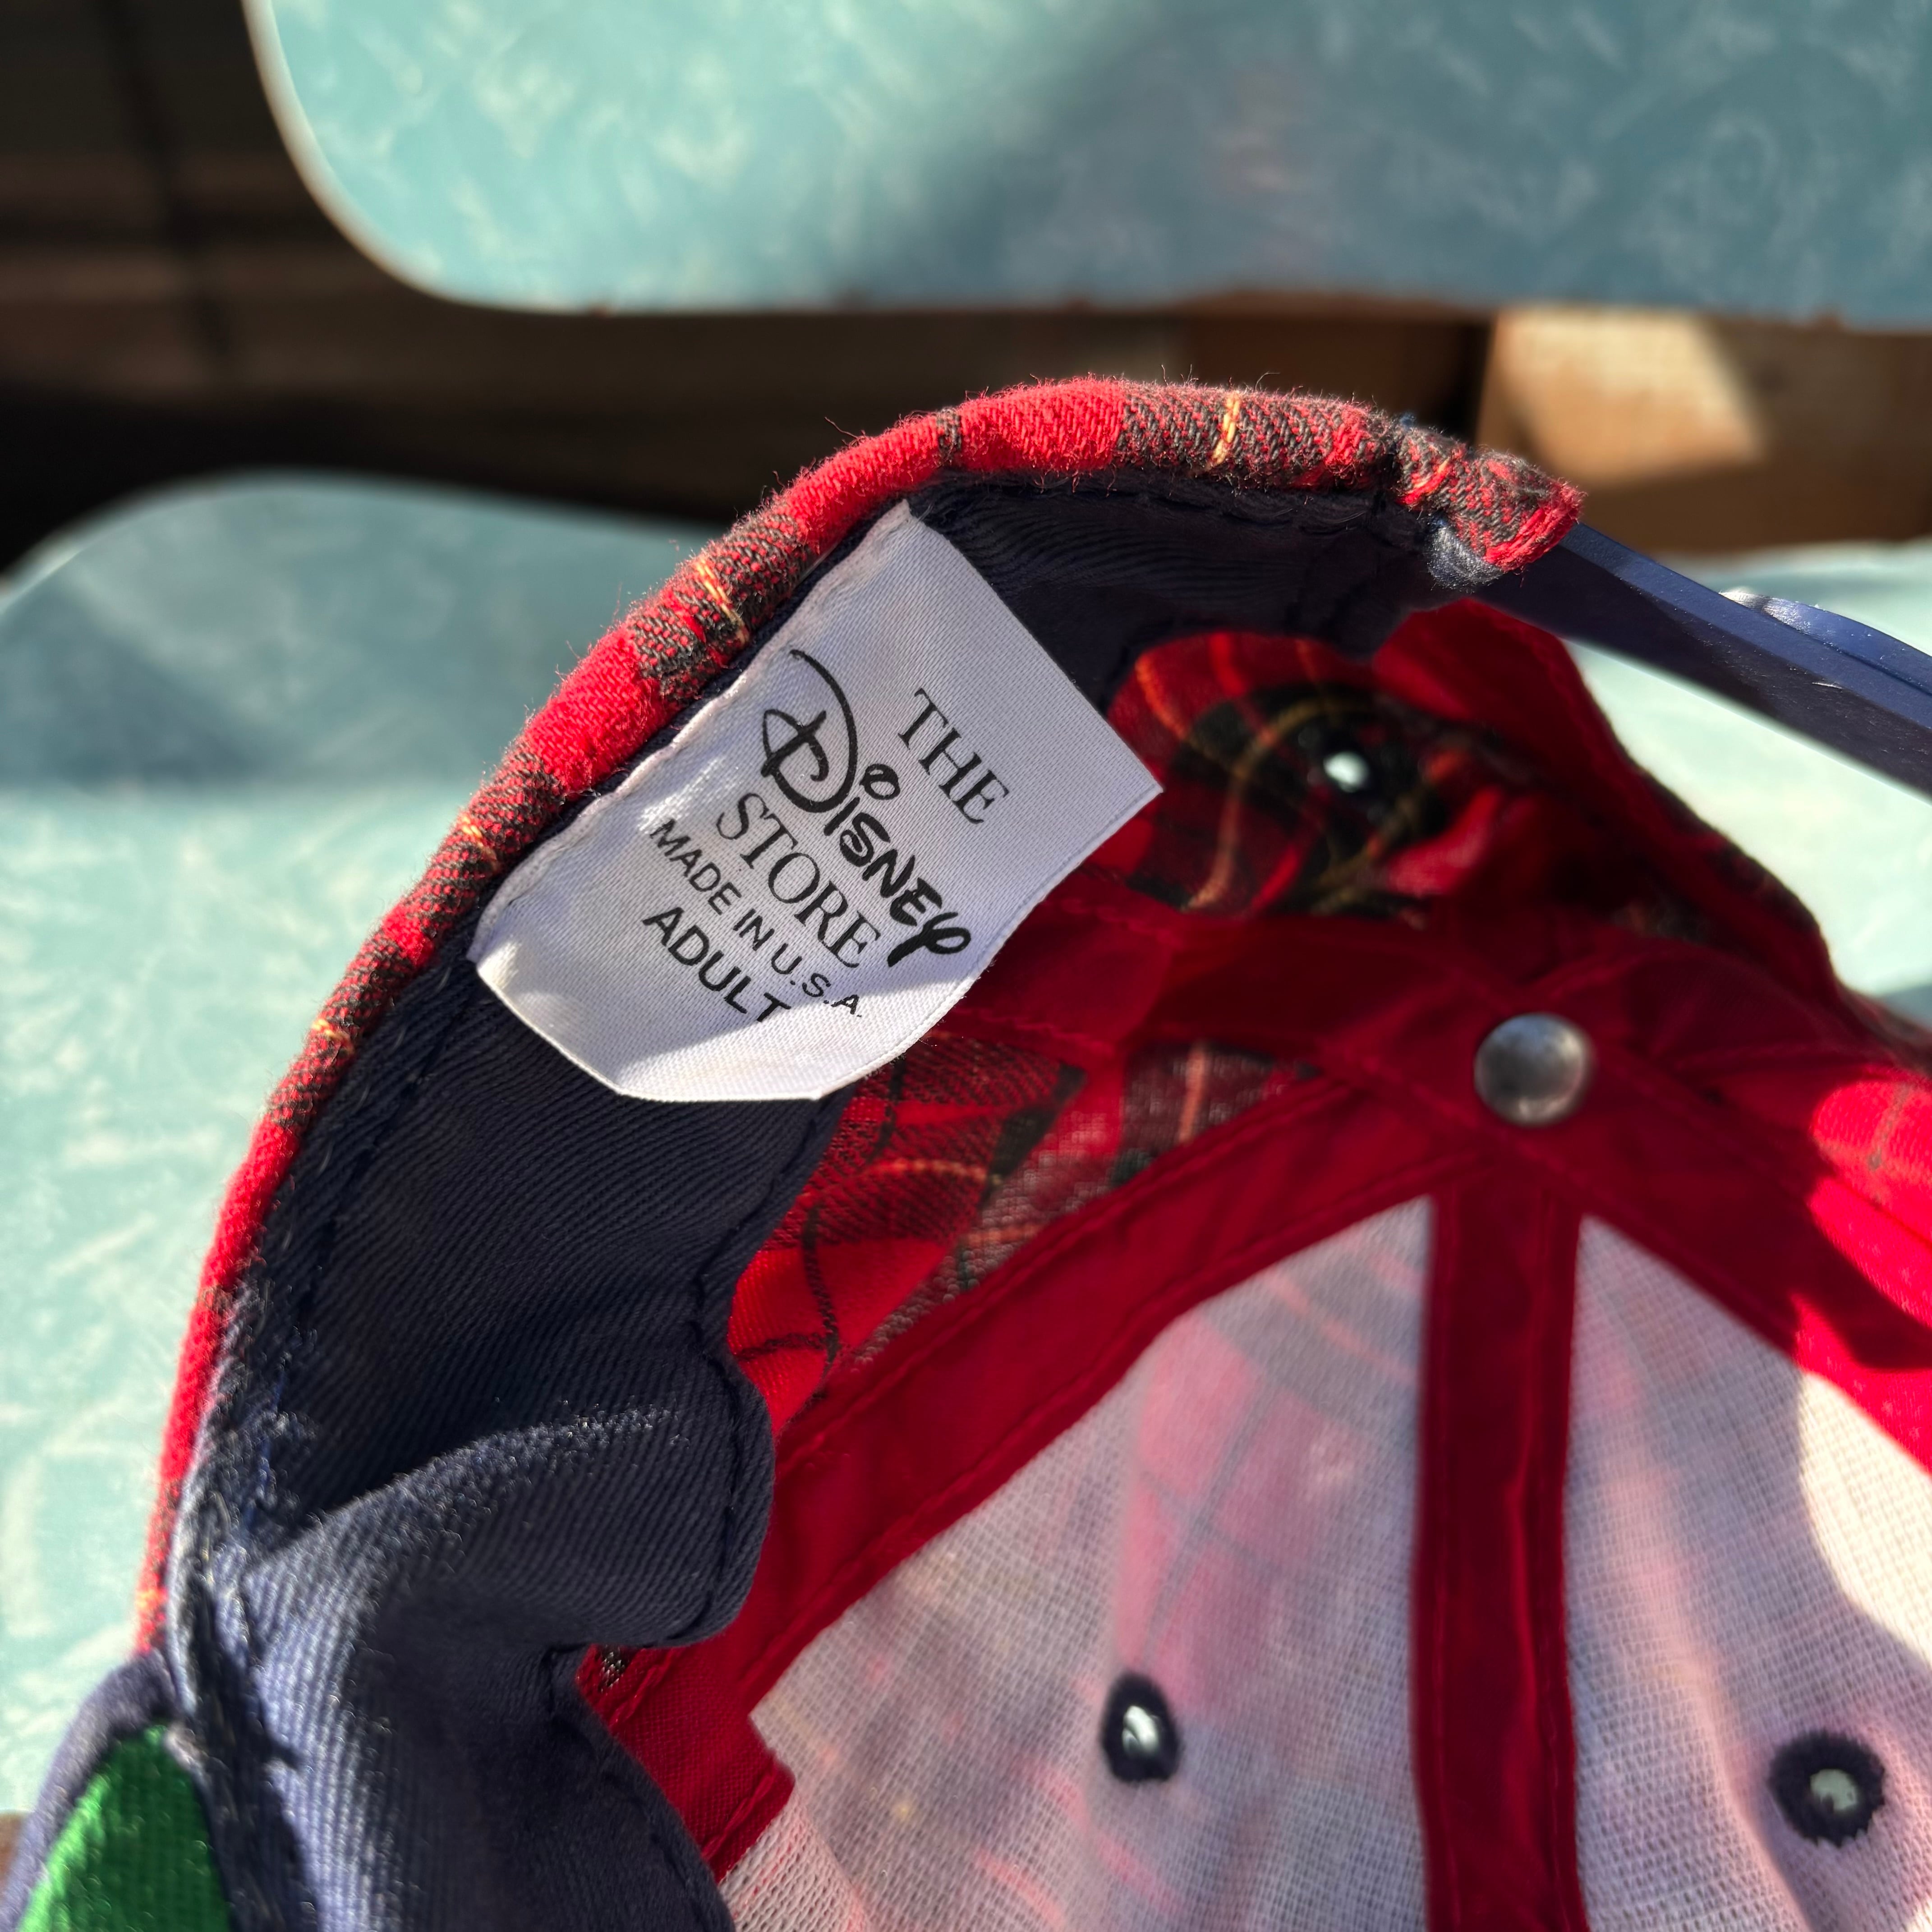 THE
Disney
STORE
MADE IN U.S.A.
ADULT